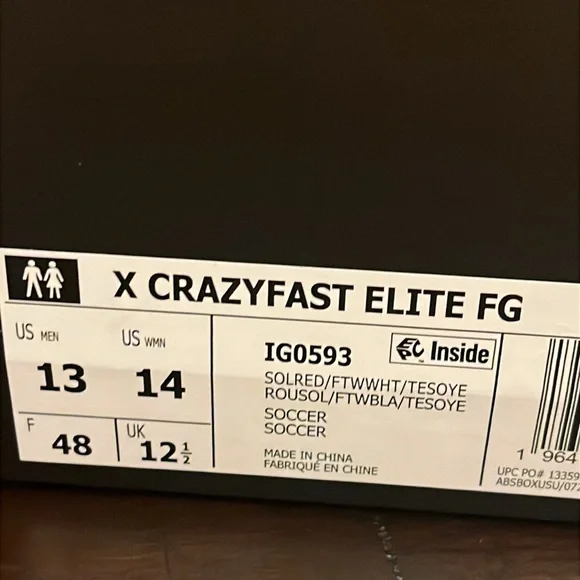 X CRAZYFAST ELITE FG
US MEN
13
US WMN
14
F
48
UK
12 1/2
IG0593
Inside
SOLRED/FTWWHT/TESOYE
ROUSOL/FTWBLA/TESOYE
SOCCER
SOCCER
MADE IN CHINA
FABRIQUÉ EN CHINE
1 964
UPC PO# 13359
ABSBOXUSU/072